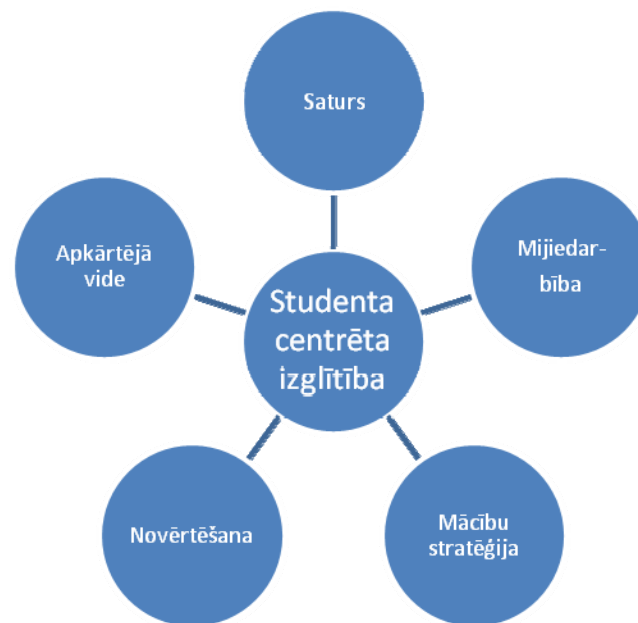 Saturs
Apkārtējā
vide
Mijiedar-
bība
Studenta
centrēta
izglītība
Novērtēšana
Mācību
stratēģija